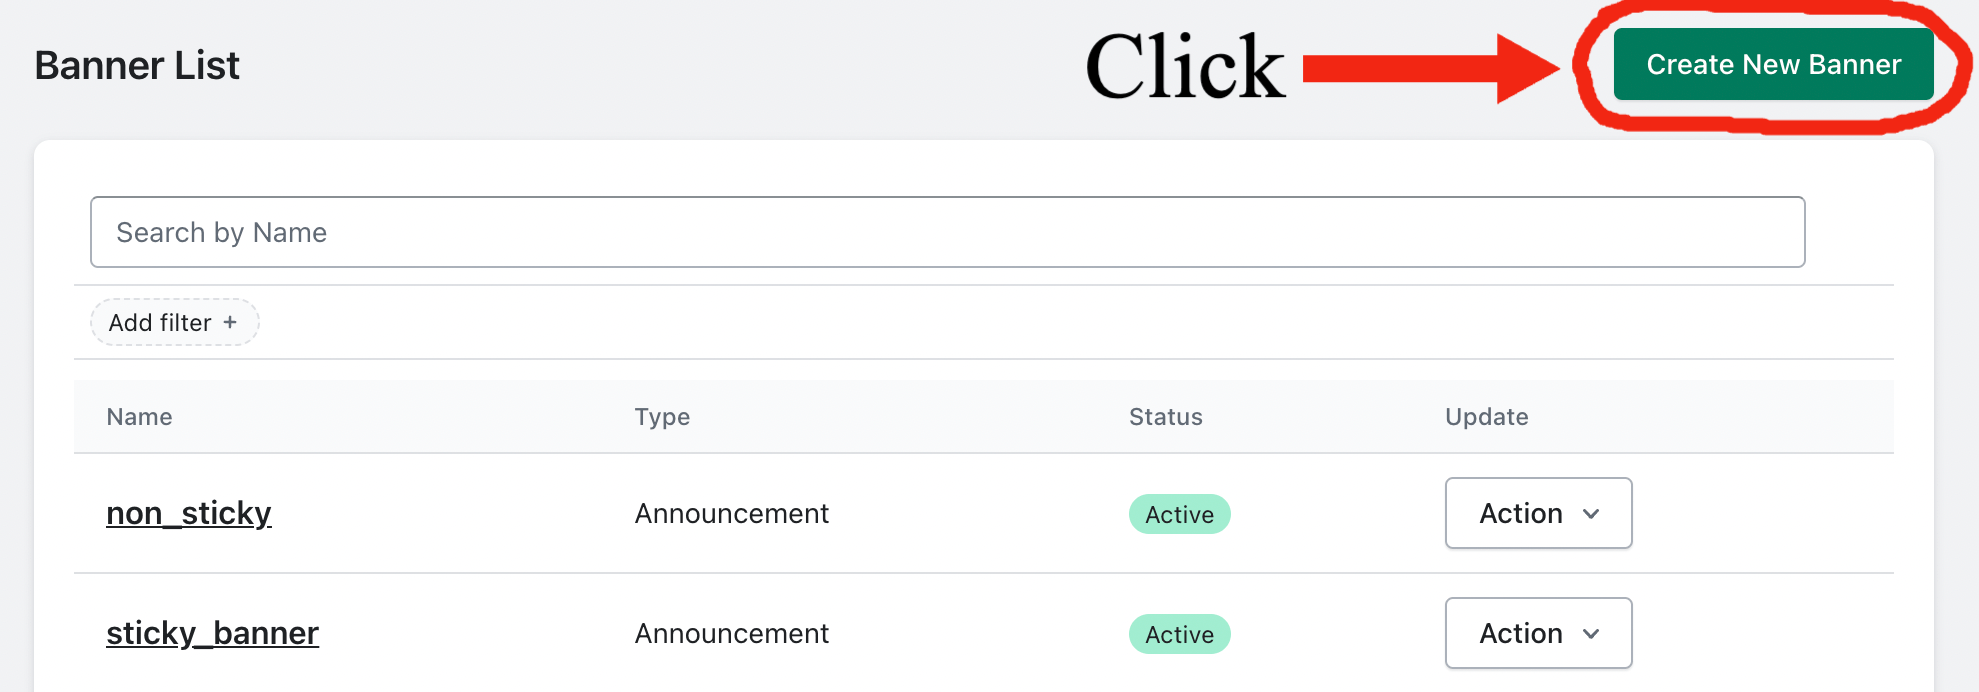 Banner List
Click
Create New Banner
Search by Name
Add filter +
Name Type Status Update
non_sticky Announcement Active Action
sticky_banner Announcement Active Action